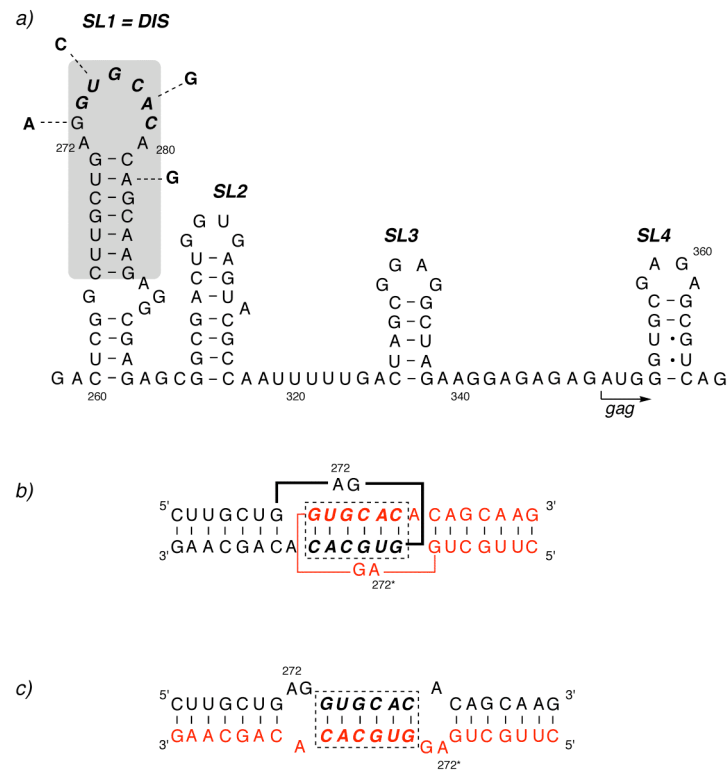 a) SL1 = DIS
C
G G
U C
G A
A G C
272 A A 280
G – C
U – A G
SL2
C – G
G – C
G U
U – A SL3 SL4
G G
U – A
U – A G A A G 360
C – G A
C – G G G G A
G G A – U C – G C – G
G A
G C G – C G – C G – C
C – G C – G A – U U • G
U – A G – C U – A G • U
G A C – G A G C G – C A A U U U U U G A C – G A A G G A G A G A G A U G G – C A G
260 320 340 gag
b) 272
A G
5' C U U G C U G G U G C A C A C A G C A A G 3'
3' G A A C G A C A C A C G U G G U C G U U C 5'
G A
272*
c) 272 A
A G
5' C U U G C U G G U G C A C C A G C A A G 3'
3' G A A C G A C A C A C G U G G A G U C G U U C 5'
272*